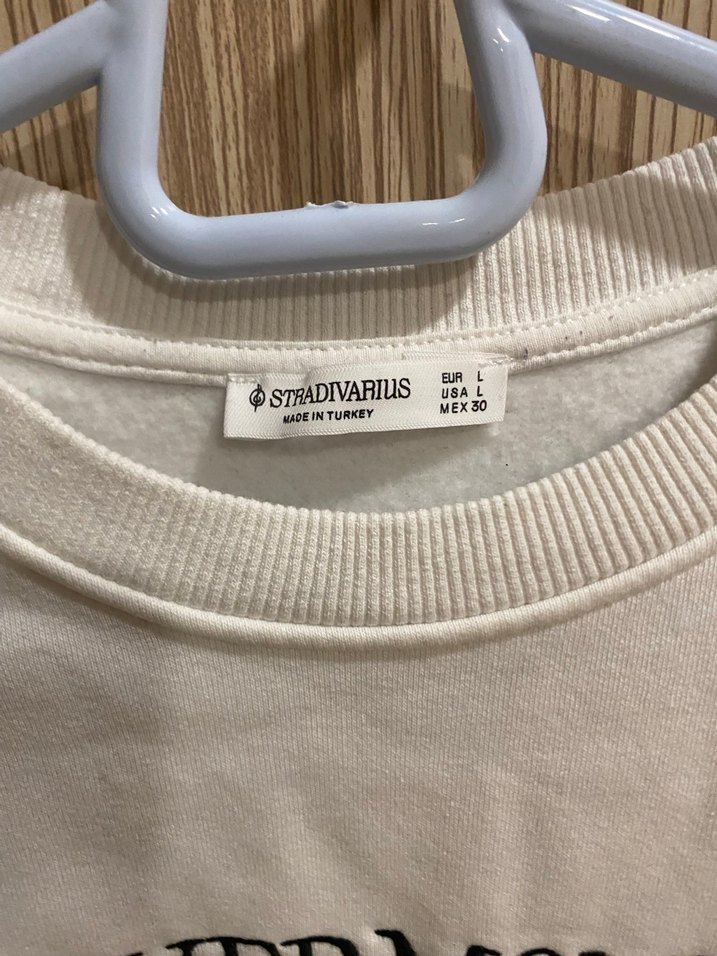 STRADIVARIUS
MADE IN TURKEY
EUR L
USA L
MEX 30